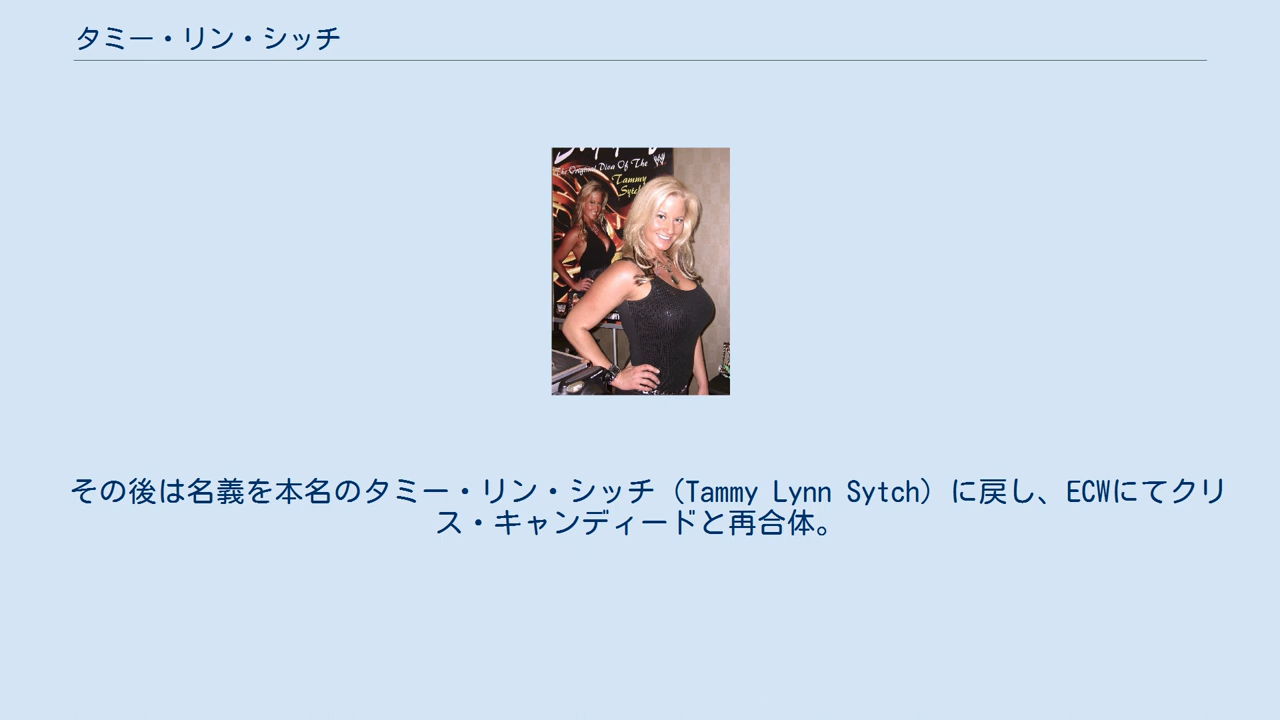 タミー・リン・シッチ
The Original Diva Of The
Tammy
Sytch
その後は名義を本名のタミー・リン・シッチ（Tammy Lynn Sytch）に戻し、ECWにてクリ
ス・キャンディードと再合体。